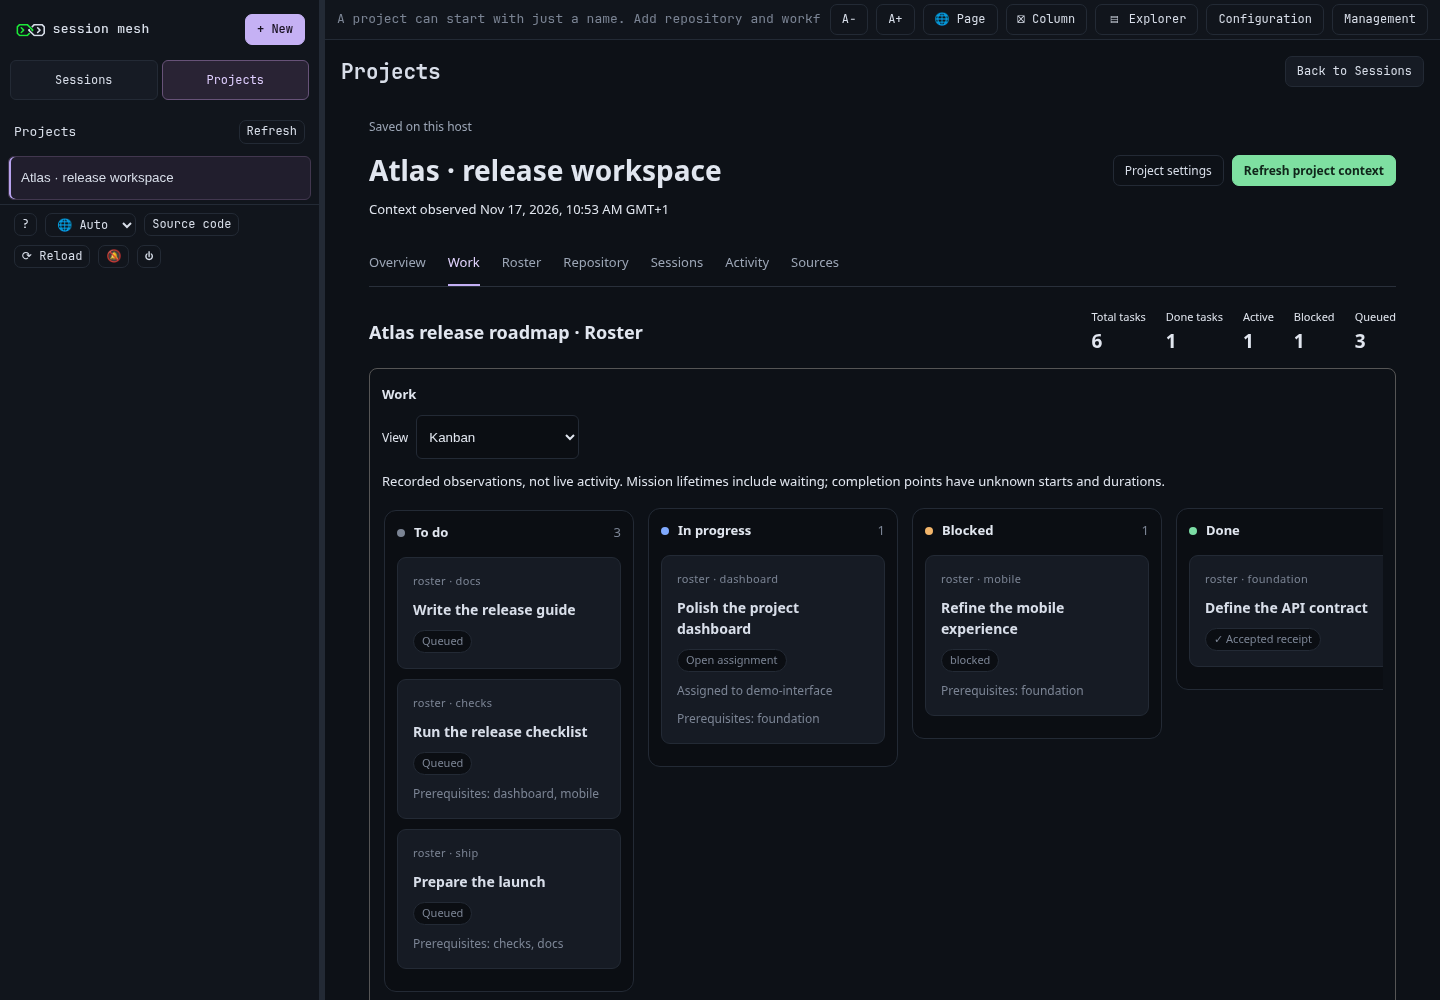 session mesh
+ New
Sessions
Projects
Projects
Refresh
Atlas · release workspace
?
Auto
Source code
Reload
A project can start with just a name. Add repository and workf
A-
A+
Page
Column
Explorer
Configuration
Management
Projects
Back to Sessions
Saved on this host
Atlas · release workspace
Project settings
Refresh project context
Context observed Nov 17, 2026, 10:53 AM GMT+1
Overview
Work
Roster
Repository
Sessions
Activity
Sources
Atlas release roadmap · Roster
Total tasks
6
Done tasks
1
Active
1
Blocked
1
Queued
3
Work
View
Kanban
Recorded observations, not live activity. Mission lifetimes include waiting; completion points have unknown starts and durations.
To do
3
roster · docs
Write the release guide
Queued
roster · checks
Run the release checklist
Queued
Prerequisites: dashboard, mobile
roster · ship
Prepare the launch
Queued
Prerequisites: checks, docs
In progress
1
roster · dashboard
Polish the project
dashboard
Open assignment
Assigned to demo-interface
Prerequisites: foundation
Blocked
1
roster · mobile
Refine the mobile
experience
blocked
Prerequisites: foundation
Done
roster · foundation
Define the API contract
✓ Accepted receipt